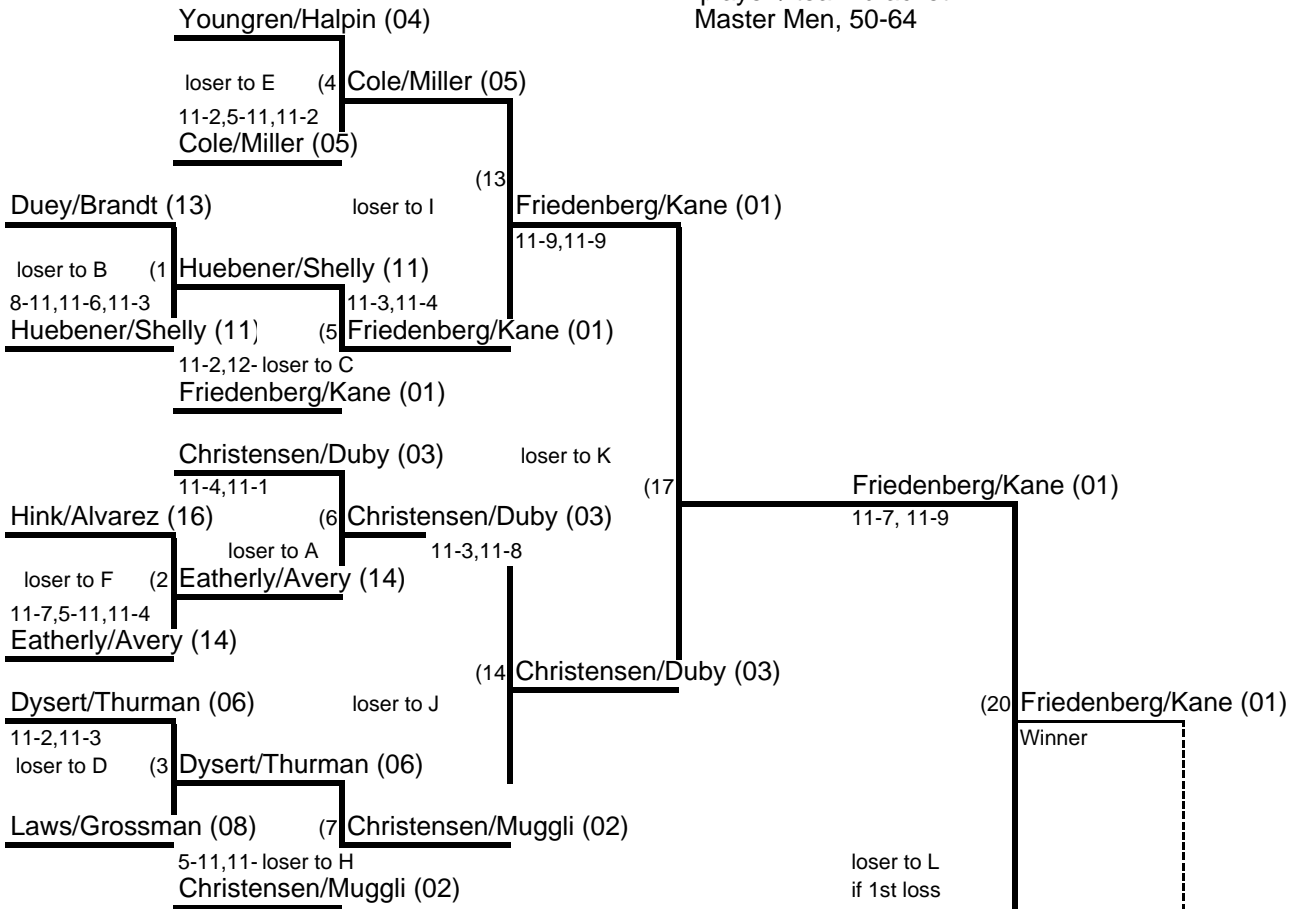 Master Men, 50-64
Youngren/Halpin (04)
loser to E (4 Cole/Miller (05)
11-2,5-11,11-2
Cole/Miller (05)
(13
Duey/Brandt (13) loser to I Friedenberg/Kane (01)
11-9,11-9
loser to B (1 Huebener/Shelly (11)
8-11,11-6,11-3 11-3,11-4
Huebener/Shelly (11) (5 Friedenberg/Kane (01)
11-2,12- loser to C
Friedenberg/Kane (01)
Christensen/Duby (03) loser to K
11-4,11-1 (17 Friedenberg/Kane (01)
Hink/Alvarez (16) (6 Christensen/Duby (03) 11-7, 11-9
loser to A 11-3,11-8
loser to F (2 Eatherly/Avery (14)
11-7,5-11,11-4
Eatherly/Avery (14)
(14 Christensen/Duby (03)
Dysert/Thurman (06) loser to J (20 Friedenberg/Kane (01)
11-2,11-3 Winner
loser to D (3 Dysert/Thurman (06)
Laws/Grossman (08) (7 Christensen/Muggli (02)
5-11,11- loser to H loser to L
Christensen/Muggli (02) if 1st loss